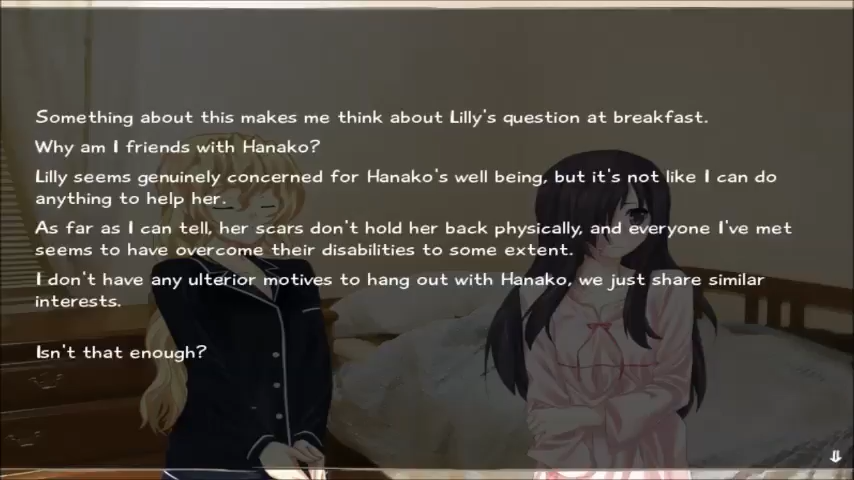 Something about this makes me think about Lilly's question at breakfast.
Why am I friends with Hanako?
Lilly seems genuinely concerned for Hanako's well being, but it's not like I can do
anything to help her.
As far as I can tell, her scars don't hold her back physically, and everyone I've met
seems to have overcome their disabilities to some extent.
I don't have any ulterior motives to hang out with Hanako, we just share similar
interests.
Isn't that enough?